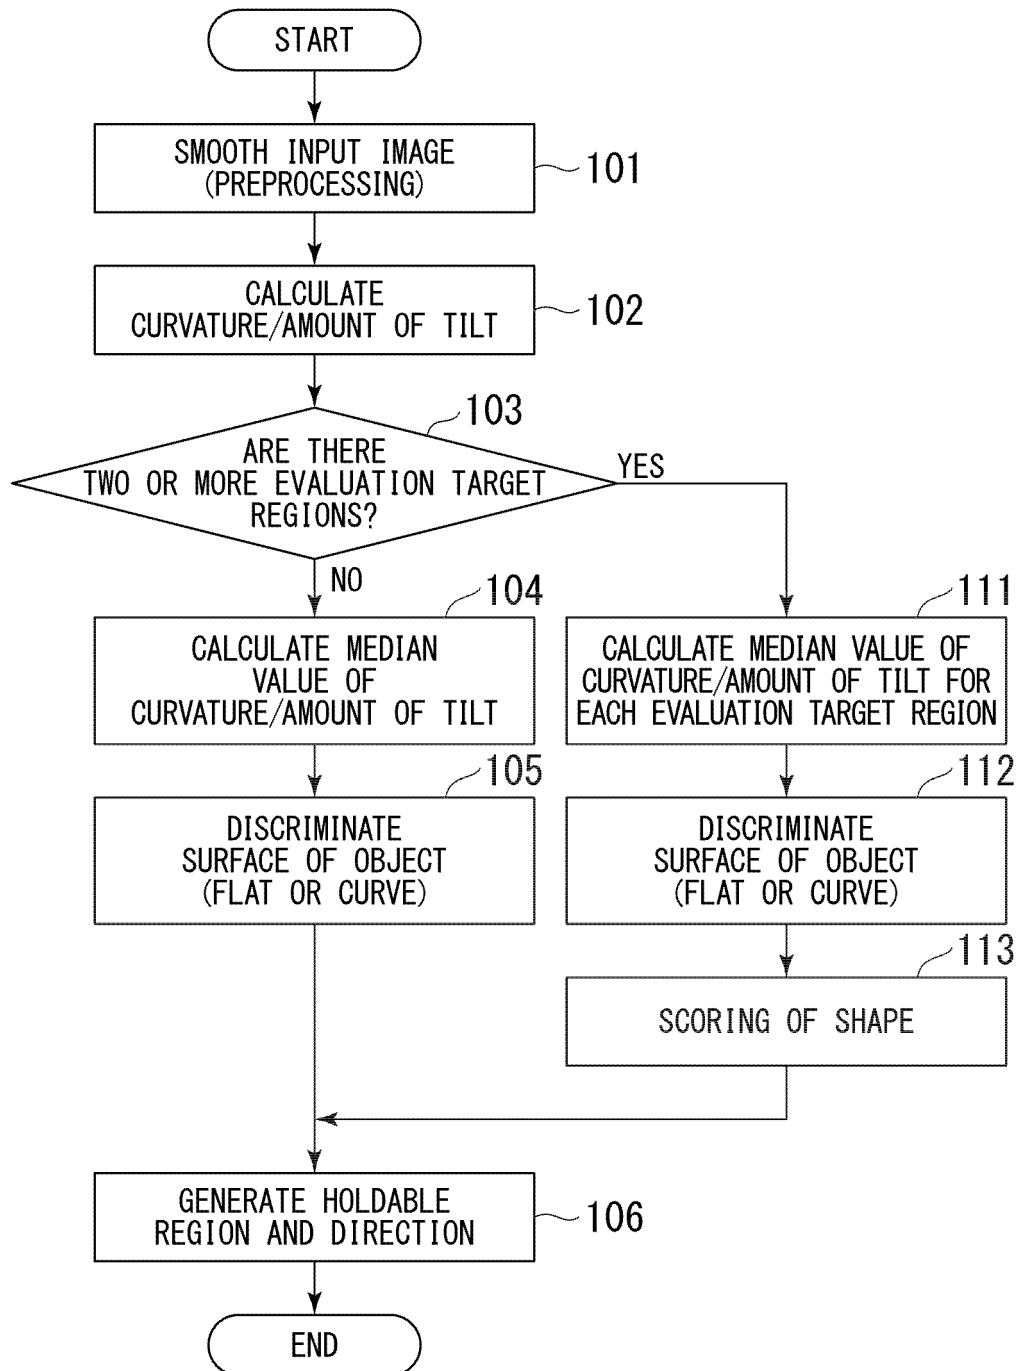 START
SMOOTH INPUT IMAGE
(PREPROCESSING)
101
CALCULATE
CURVATURE/AMOUNT OF TILT
102
103
ARE THERE
TWO OR MORE EVALUATION TARGET
REGIONS?
YES
NO
104
CALCULATE MEDIAN
VALUE OF
CURVATURE/AMOUNT OF TILT
111
CALCULATE MEDIAN VALUE OF
CURVATURE/AMOUNT OF TILT FOR
EACH EVALUATION TARGET REGION
105
DISCRIMINATE
SURFACE OF OBJECT
(FLAT OR CURVE)
112
DISCRIMINATE
SURFACE OF OBJECT
(FLAT OR CURVE)
113
SCORING OF SHAPE
GENERATE HOLDABLE
REGION AND DIRECTION
106
END